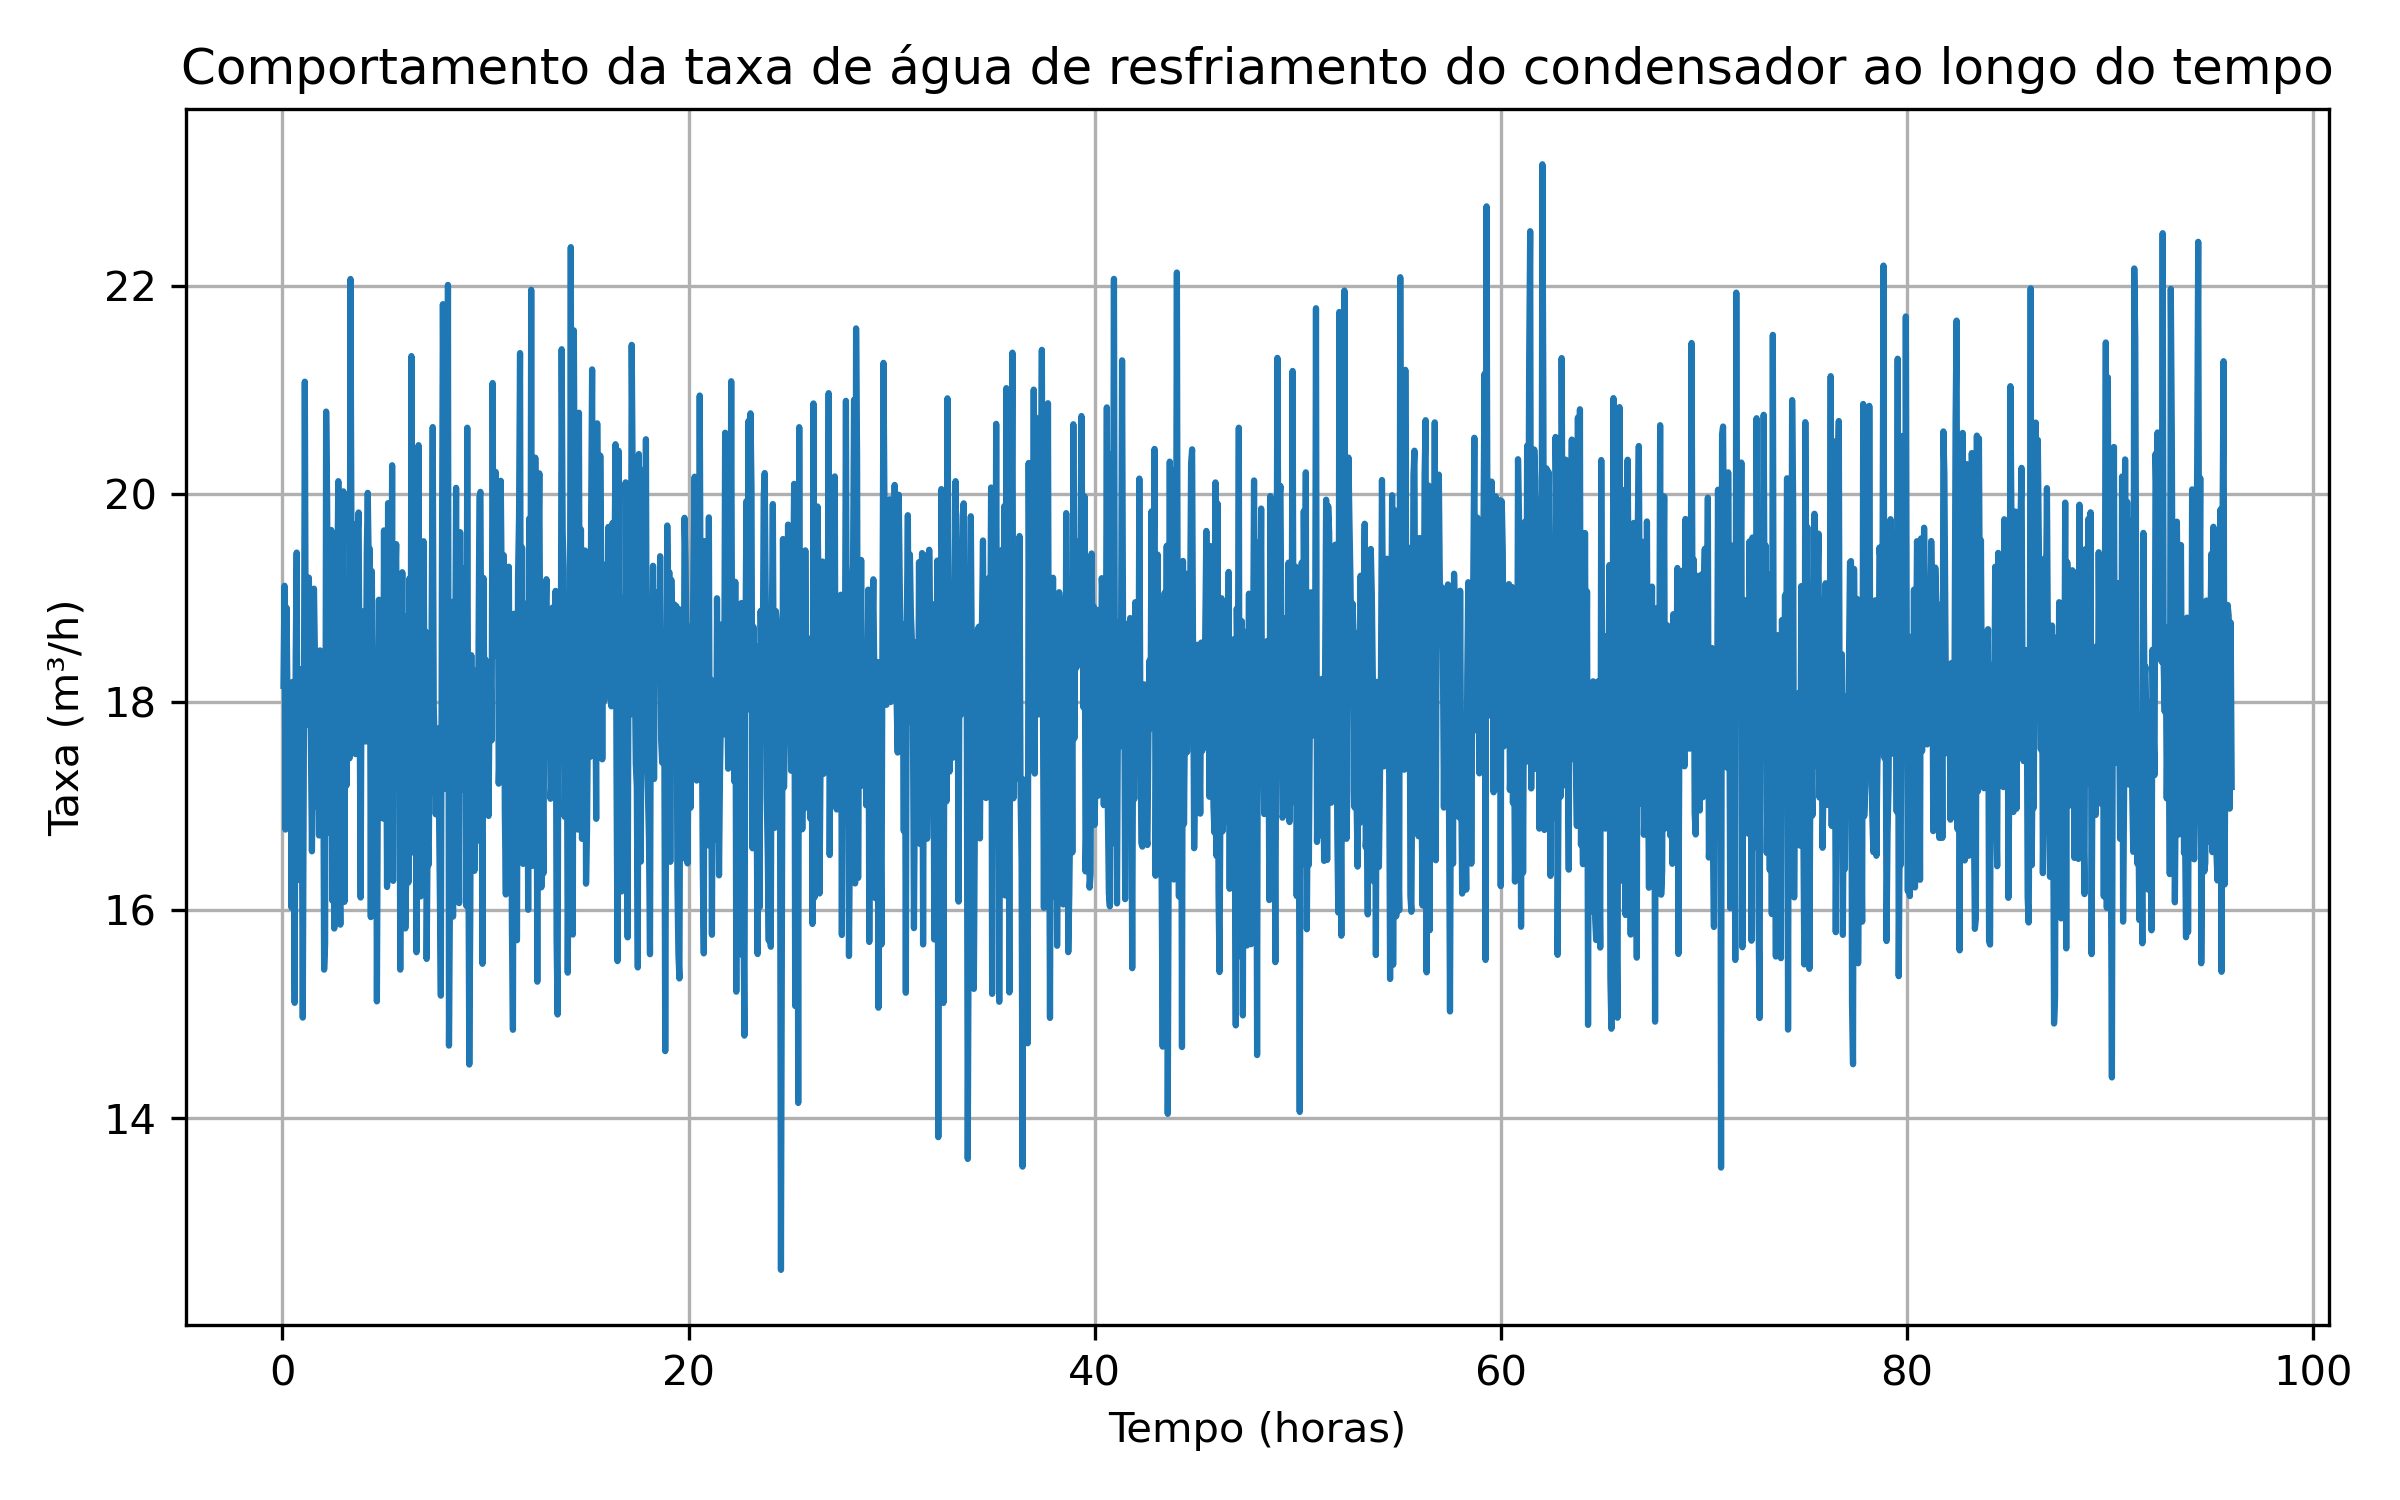 Comportamento da taxa de água de resfriamento do condensador ao longo do tempo
22
20
18
16
14
Taxa (m³/h)
0 20 40 60 80 100
Tempo (horas)